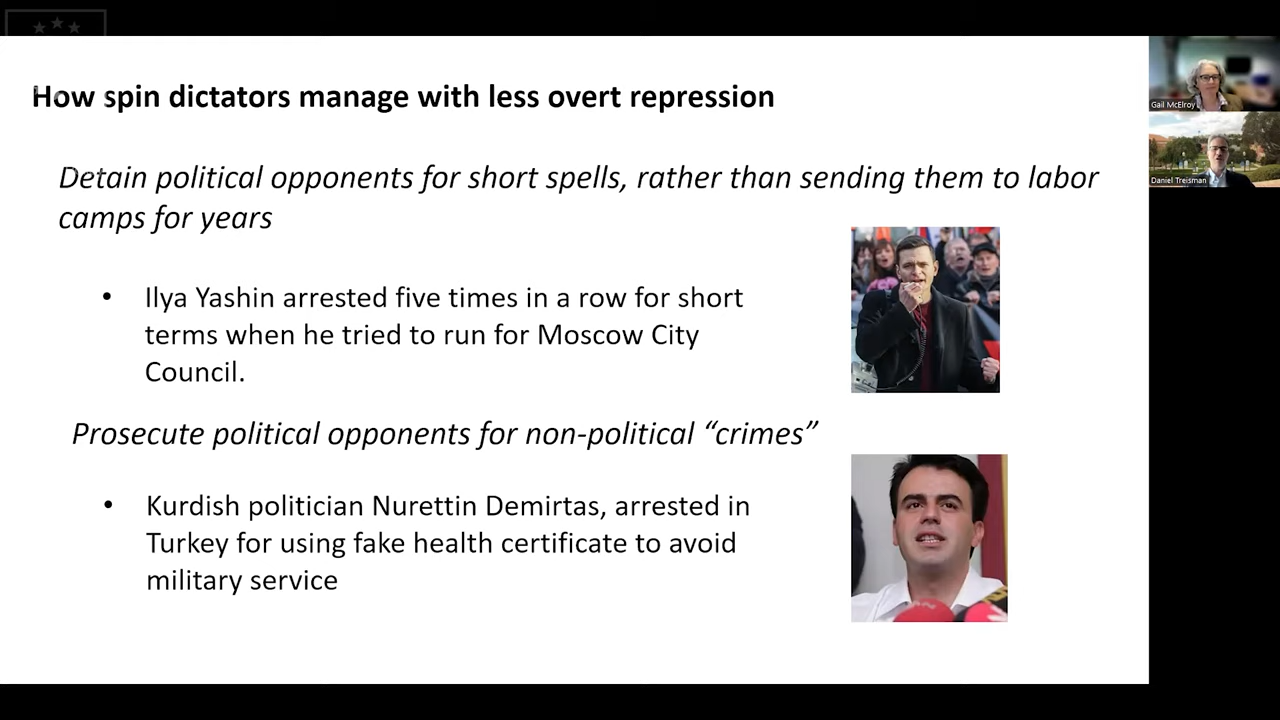 How spin dictators manage with less overt repression
Detain political opponents for short spells, rather than sending them to labor
camps for years
• Ilya Yashin arrested five times in a row for short
terms when he tried to run for Moscow City
Council.
Prosecute political opponents for non-political “crimes”
• Kurdish politician Nurettin Demirtas, arrested in
Turkey for using fake health certificate to avoid
military service
Gail McElroy
Daniel Treisman